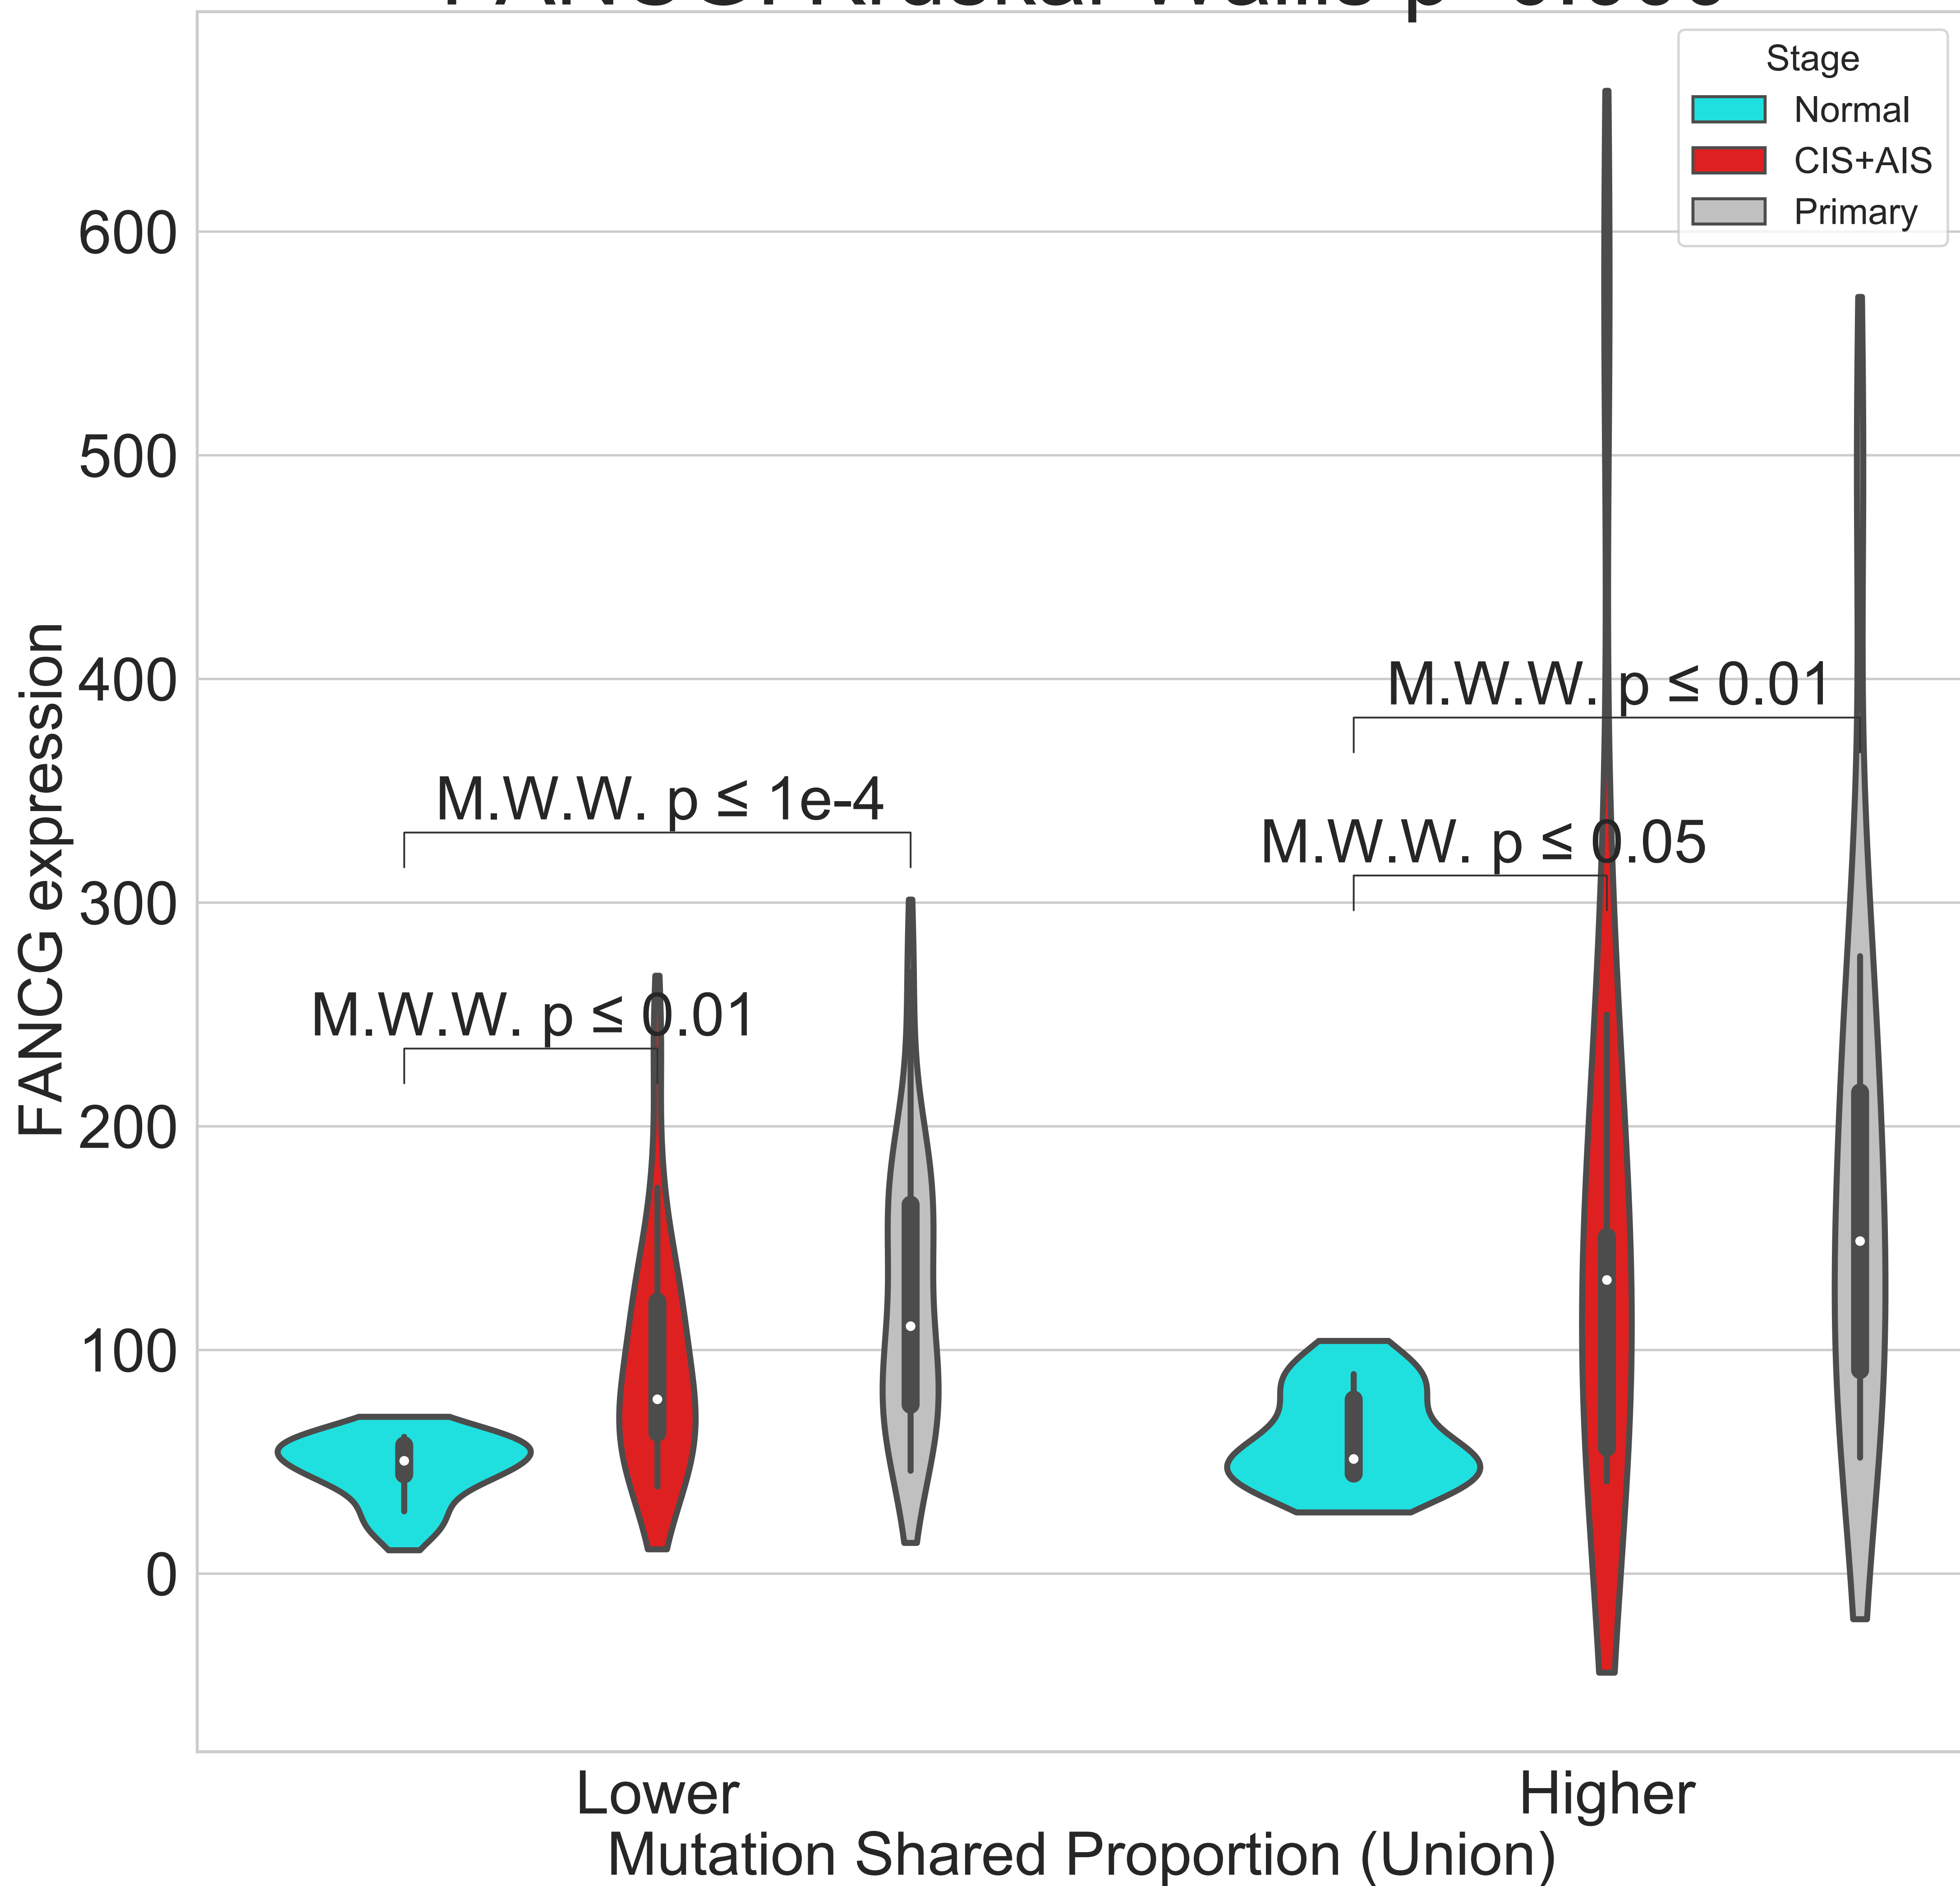 Stage
Normal
CIS+AIS
Primary
600
500
400
300
200
100
0
FANCG expression
M.W.W. p ≤ 0.01
M.W.W. p ≤ 1e-4
M.W.W. p ≤ 0.05
M.W.W. p ≤ 0.01
Lower
Higher
Mutation Shared Proportion (Union)